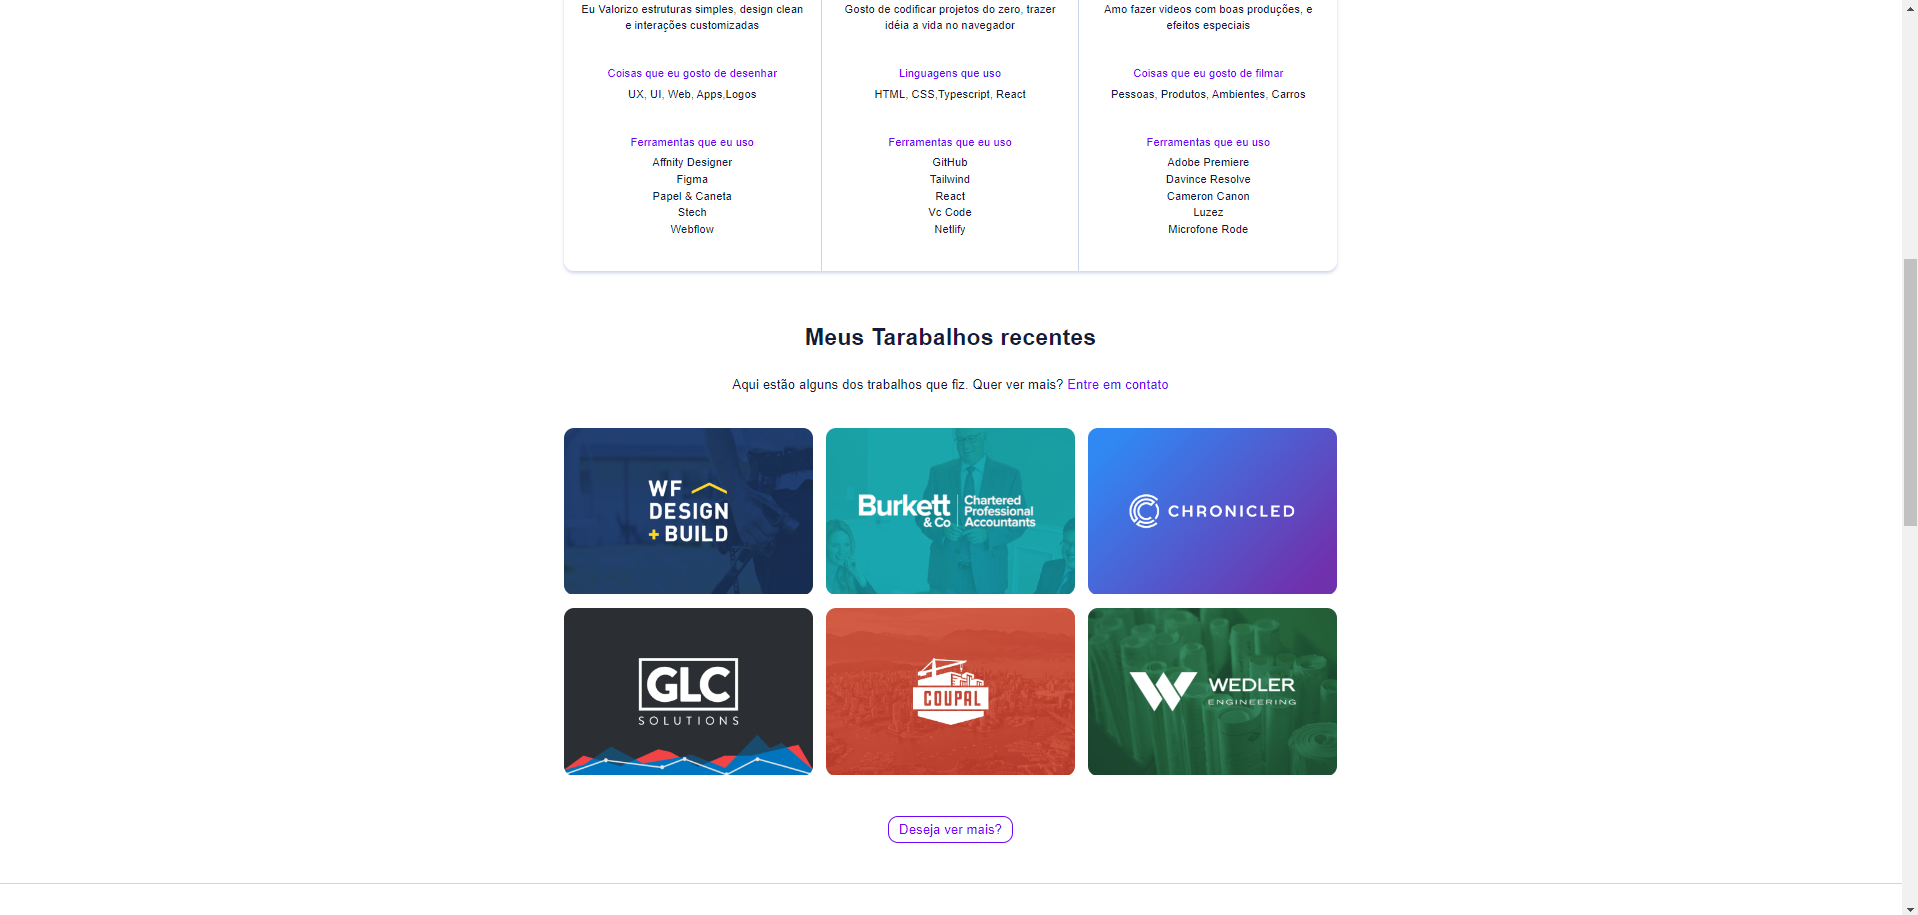 Eu Valorizo estruturas simples, design clean
e interações customizadas
Coisas que eu gosto de desenhar
UX, UI, Web, Apps,Logos
Ferramentas que eu uso
Affnity Designer
Figma
Papel & Caneta
Stech
Webflow
Gosto de codificar projetos do zero, trazer
idéia a vida no navegador
Linguagens que uso
HTML, CSS,Typescript, React
Ferramentas que eu uso
GitHub
Tailwind
React
Vc Code
Netlify
Amo fazer videos com boas produções, e
efeitos especiais
Coisas que eu gosto de filmar
Pessoas, Produtos, Ambientes, Carros
Ferramentas que eu uso
Adobe Premiere
Davince Resolve
Cameron Canon
Luzez
Microfone Rode
Meus Tarabalhos recentes
Aqui estão alguns dos trabalhos que fiz. Quer ver mais? Entre em contato
WF
DESIGN
+ BUILD
Burkett
& Co
Chartered
Professional
Accountants
CHRONICLED
GLC
SOLUTIONS
COUPAL
WEDLER
ENGINEERING
Deseja ver mais?